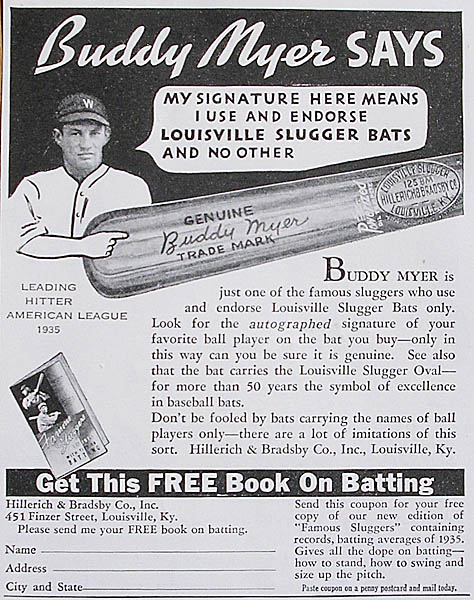 Buddy Myer SAYS
W
MY SIGNATURE HERE MEANS
I USE AND ENDORSE
LOUISVILLE SLUGGER BATS
AND NO OTHER
LOUISVILLE SLUGGER
125
HILLERICH & BRADSBY CO
LOUISVILLE, KY.
GENUINE
Buddy Myer
TRADE MARK
LEADING
HITTER
AMERICAN LEAGUE
1935
BUDDY MYER is
just one of the famous sluggers who use
and endorse Louisville Slugger Bats only.
Look for the autographed signature of your
favorite ball player on the bat you buy—only in
this way can you be sure it is genuine. See also
that the bat carries the Louisville Slugger Oval—
for more than 50 years the symbol of excellence
in baseball bats.
Don't be fooled by bats carrying the names of ball
players only—there are a lot of imitations of this
sort. Hillerich & Bradsby Co., Inc., Louisville, Ky.
Famous
Sluggers
Get This FREE Book On Batting
Hillerich & Bradsby Co., Inc.
451 Finzer Street, Louisville, Ky.
Please send me your FREE book on batting.
Name
Address
City and State
Send this coupon for your free
copy of our new edition of
"Famous Sluggers" containing
records, batting averages of 1935.
Gives all the dope on batting—
how to stand, how to swing and
size up the pitch.
Paste coupon on a penny postcard and mail today.